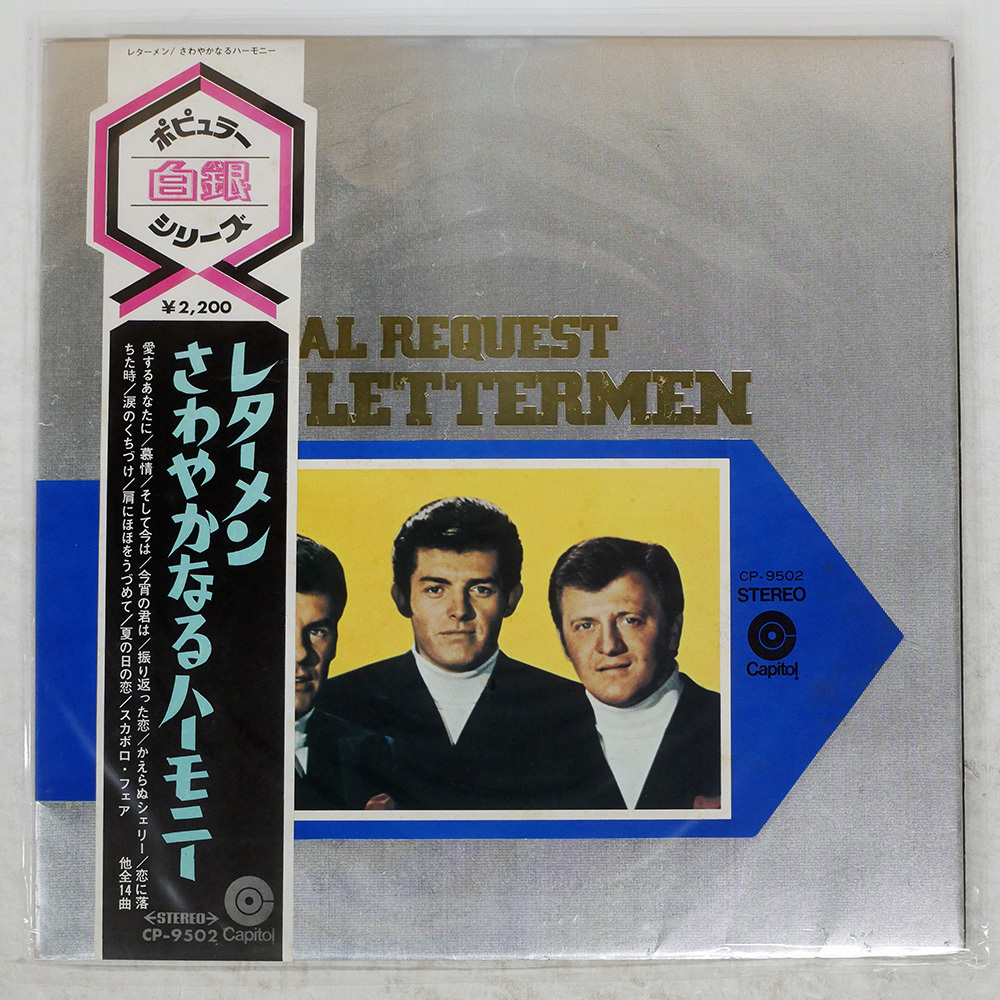 レターメン/さわやかなるハーモニー
ポピュラー
白銀
シリーズ
¥2,200
レターメン
さわやかなるハーモニー
愛するあなたに/慕情/そして今は/今宵の君は/振り返った恋/かえらぬシェリー/恋に落
ちた時/涙のくちづけ/肩にほほをうづめて/夏の日の恋/スカボロ・フェア 他全14曲
STEREO
CP-9502 Capitol
AL REQUEST
LETTERMEN
CP-9502
STEREO
Capitol